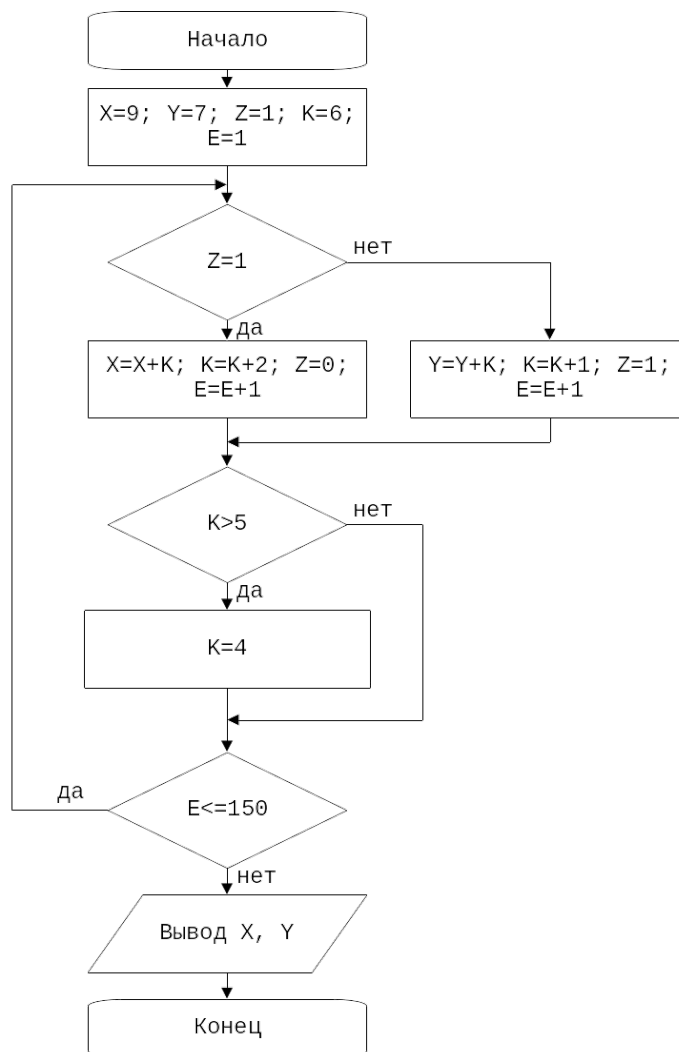 Начало
X=9; Y=7; Z=1; K=6;
E=1
Z=1
нет
да
X=X+K; K=K+2; Z=0;
E=E+1
Y=Y+K; K=K+1; Z=1;
E=E+1
K>5
нет
да
K=4
E<=150
да
нет
Вывод X, Y
Конец